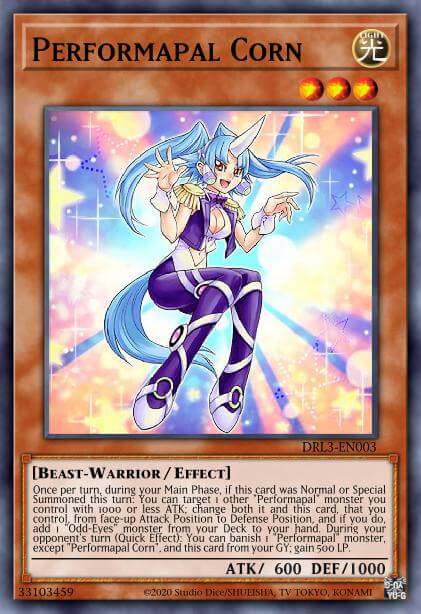 Performapal Corn
LIGHT
光
DRL3-EN003
[Beast-Warrior / Effect]
Once per turn, during your Main Phase, if this card was Normal or Special
Summoned this turn: You can target 1 other "Performapal" monster you
control with 1000 or less ATK; change both it and this card, that you
control, from face-up Attack Position to Defense Position, and if you do,
add 1 "Odd-Eyes" monster from your Deck to your hand. During your
opponent's turn (Quick Effect): You can banish 1 "Performapal" monster,
except "Performapal Corn", and this card from your GY; gain 500 LP.
ATK/ 600 DEF/1000
33103459
©2020 Studio Dice/SHUEISHA, TV TOKYO, KONAMI